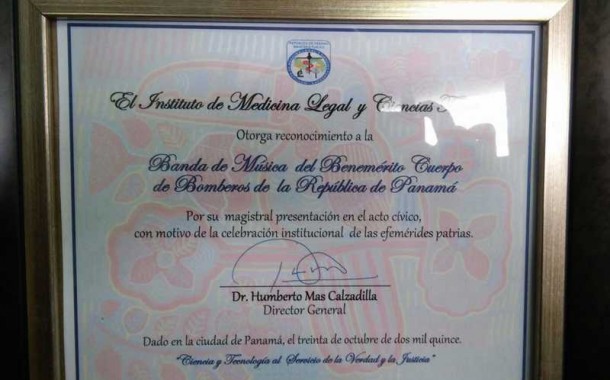 El Instituto de Medicina Legal y Ciencias
Otorga reconocimiento a la
Banda de Música del Benemérito Cuerpo
de Bomberos de la República de Panamá
Por su magistral presentación en el acto cívico,
con motivo de la celebración institucional de las efemérides patrias.
Dr. Humberto Mas Calzadilla
Director General
Dado en la ciudad de Panamá, el treinta de octubre de dos mil quince.
"Ciencia y Tecnología al Servicio de la Verdad y la Justicia"